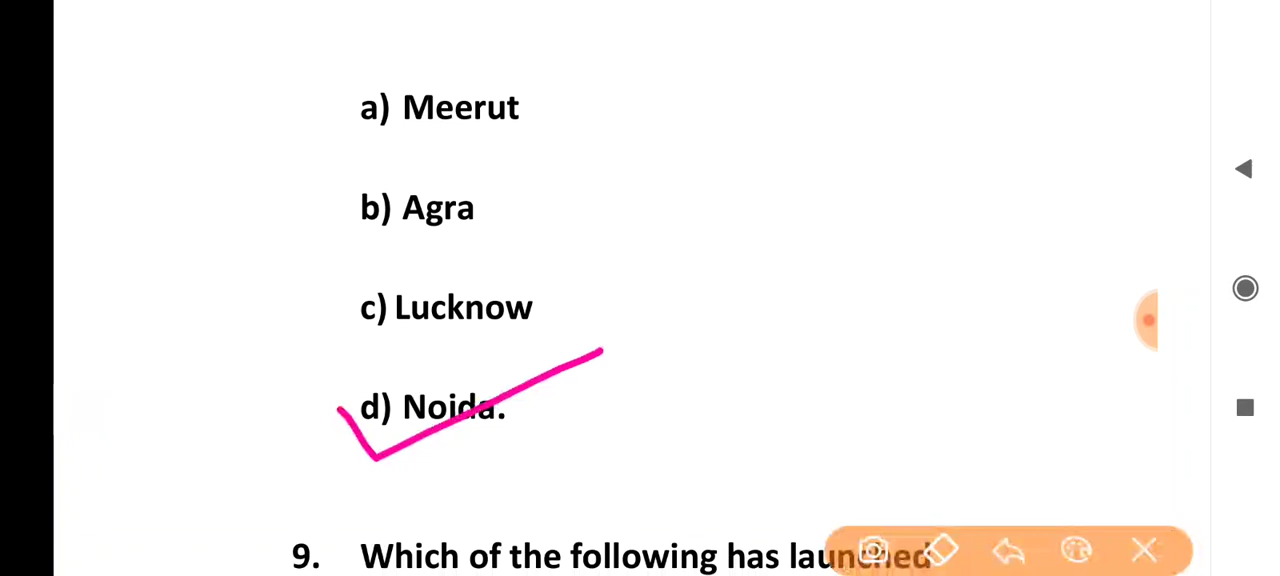 a) Meerut
b) Agra
c) Lucknow
d) Noida.
9. Which of the following has launched